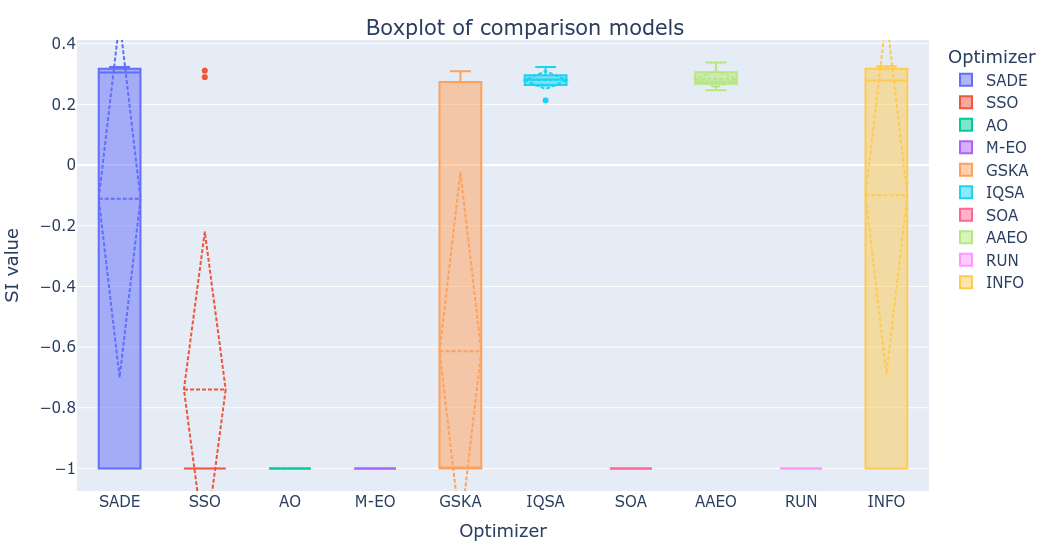 Boxplot of comparison models
0.4
0.2
0
−0.2
−0.4
−0.6
−0.8
−1
SI value
SADE
SSO
AO
M-EO
GSKA
IQSA
SOA
AAEO
RUN
INFO
Optimizer
Optimizer
SADE
SSO
AO
M-EO
GSKA
IQSA
SOA
AAEO
RUN
INFO